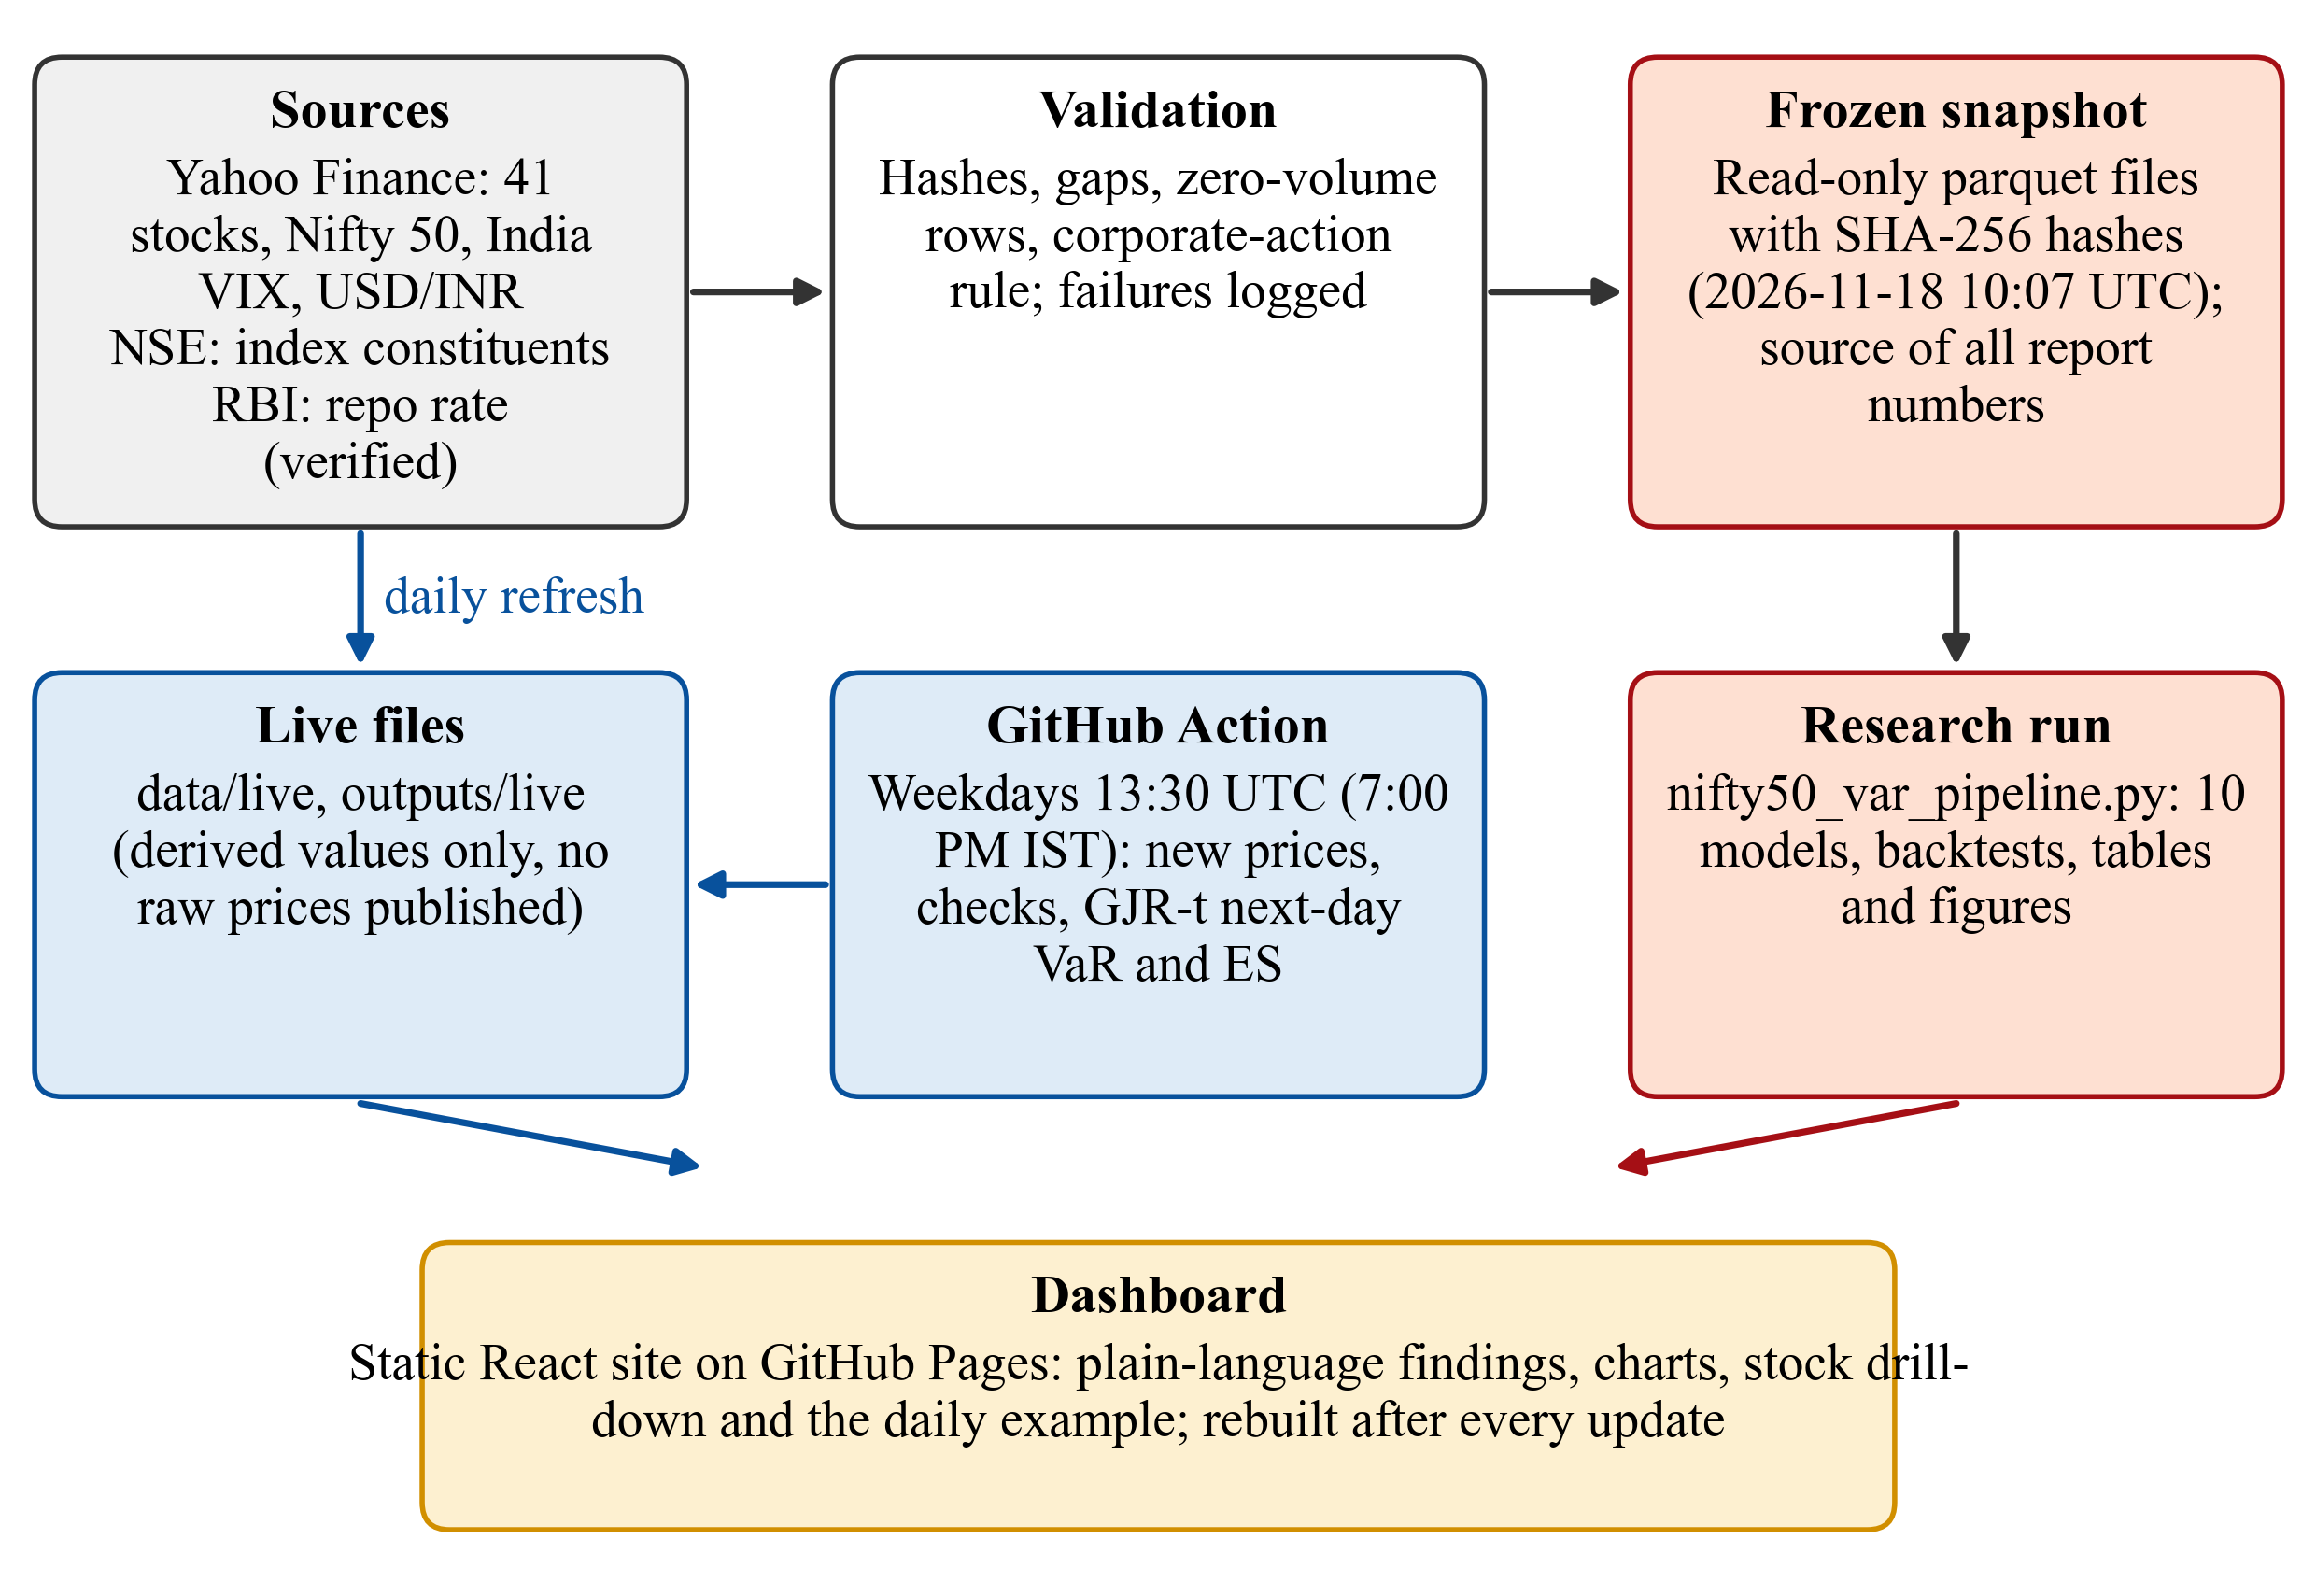 Sources
Yahoo Finance: 41
stocks, Nifty 50, India
VIX, USD/INR
NSE: index constituents
RBI: repo rate
(verified)
Validation
Hashes, gaps, zero-volume
rows, corporate-action
rule; failures logged
Frozen snapshot
Read-only parquet files
with SHA-256 hashes
(2026-11-18 10:07 UTC);
source of all report
numbers
daily refresh
Live files
data/live, outputs/live
(derived values only, no
raw prices published)
GitHub Action
Weekdays 13:30 UTC (7:00
PM IST): new prices,
checks, GJR-t next-day
VaR and ES
Research run
nifty50_var_pipeline.py: 10
models, backtests, tables
and figures
Dashboard
Static React site on GitHub Pages: plain-language findings, charts, stock drill-
down and the daily example; rebuilt after every update